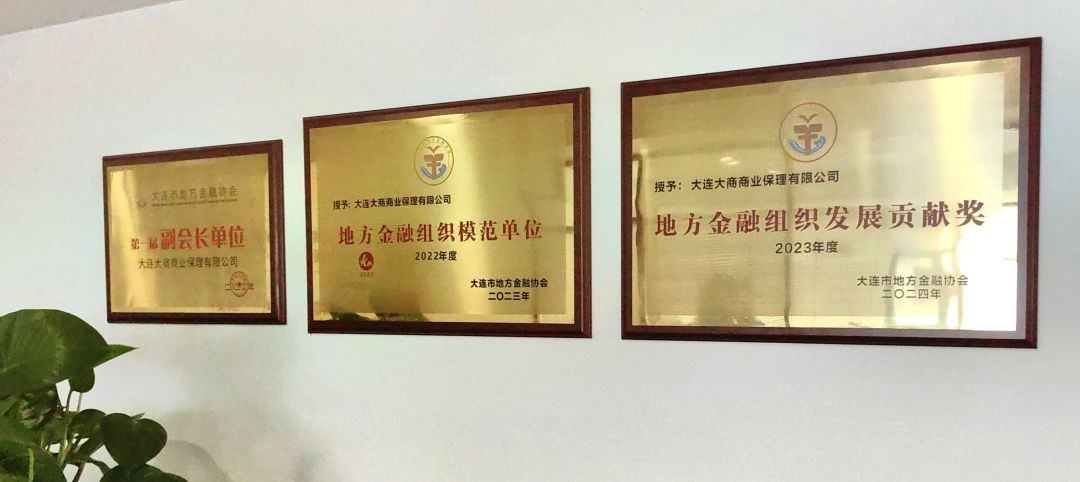 大连市地方金融协会
第一届副会长单位
大连大商商业保理有限公司
授予：大连大商商业保理有限公司
地方金融组织模范单位
2022年度
2022
大连市地方金融协会
二〇二三年
授予：大连大商商业保理有限公司
地方金融组织发展贡献奖
2023年度
大连市地方金融协会
二〇二四年